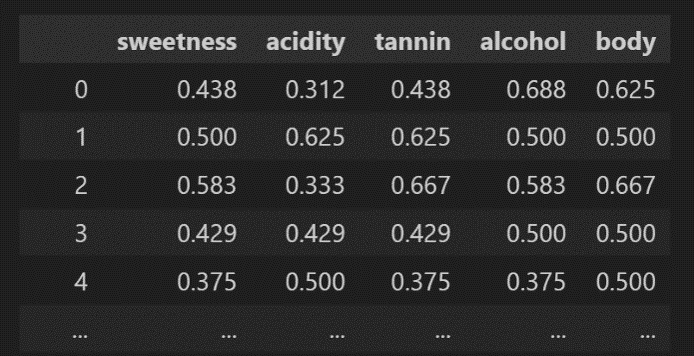 sweetness acidity tannin alcohol body
0 0.438 0.312 0.438 0.688 0.625
1 0.500 0.625 0.625 0.500 0.500
2 0.583 0.333 0.667 0.583 0.667
3 0.429 0.429 0.429 0.500 0.500
4 0.375 0.500 0.375 0.375 0.500
... ... ... ... ... ...